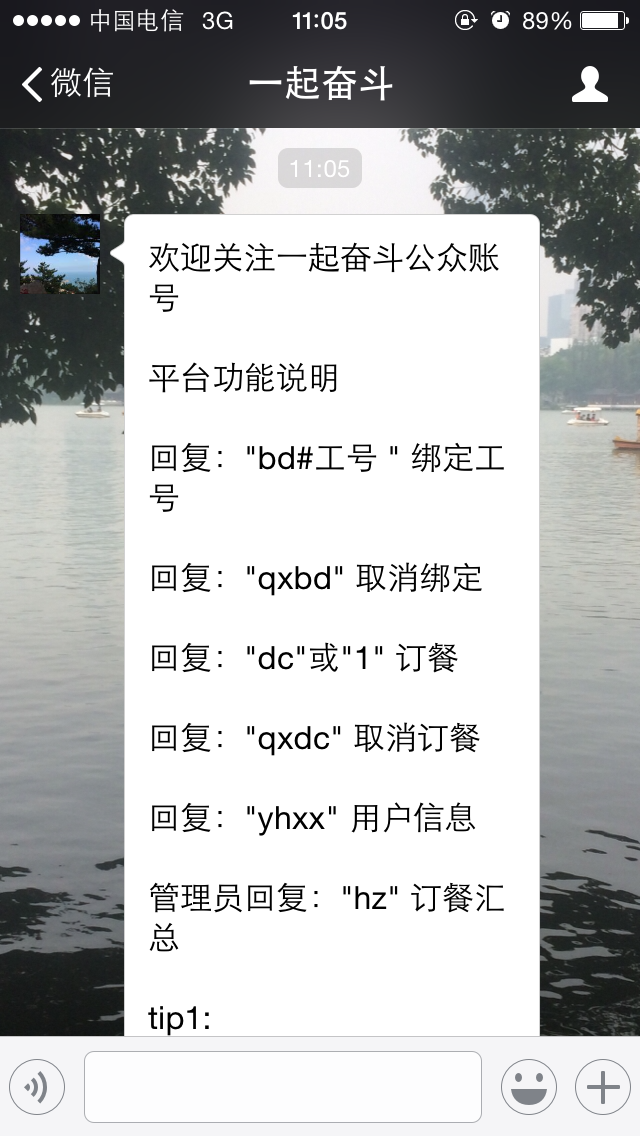 中国电信 3G 11:05 89%
微信 一起奋斗
11:05
欢迎关注一起奋斗公众账
号
平台功能说明
回复："bd#工号 " 绑定工
号
回复："qxbd" 取消绑定
回复："dc"或"1" 订餐
回复："qxdc" 取消订餐
回复："yhxx" 用户信息
管理员回复："hz" 订餐汇
总
tip1: